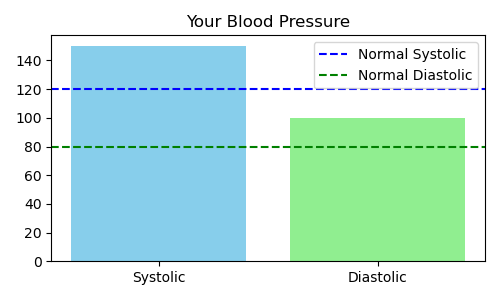 Your Blood Pressure
Normal Systolic
Normal Diastolic
140
120
100
80
60
40
20
0
Systolic
Diastolic